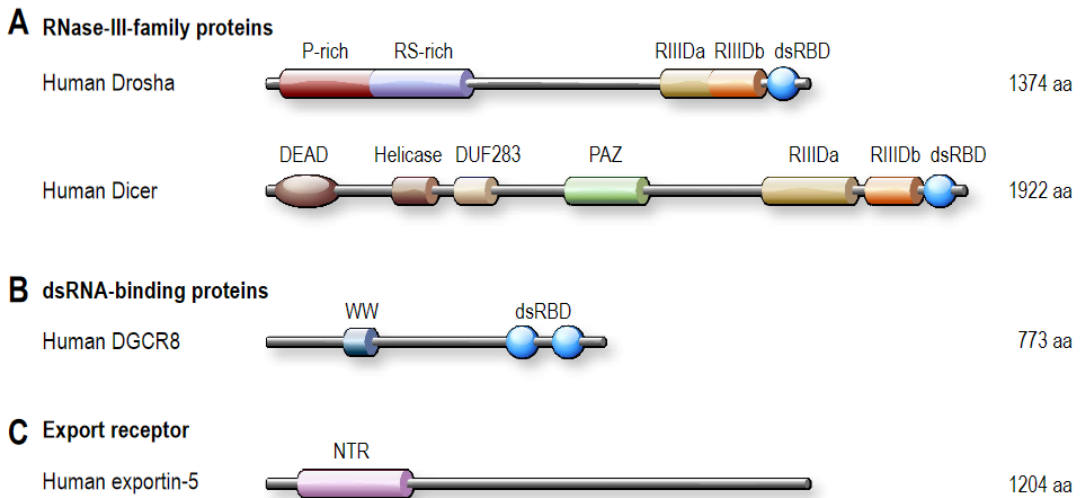 A RNase-III-family proteins
P-rich RS-rich RIIIDa RIIIDb dsRBD
Human Drosha 1374 aa
DEAD Helicase DUF283 PAZ RIIIDa RIIIDb dsRBD
Human Dicer 1922 aa
B dsRNA-binding proteins
WW dsRBD
Human DGCR8 773 aa
C Export receptor
NTR
Human exportin-5 1204 aa